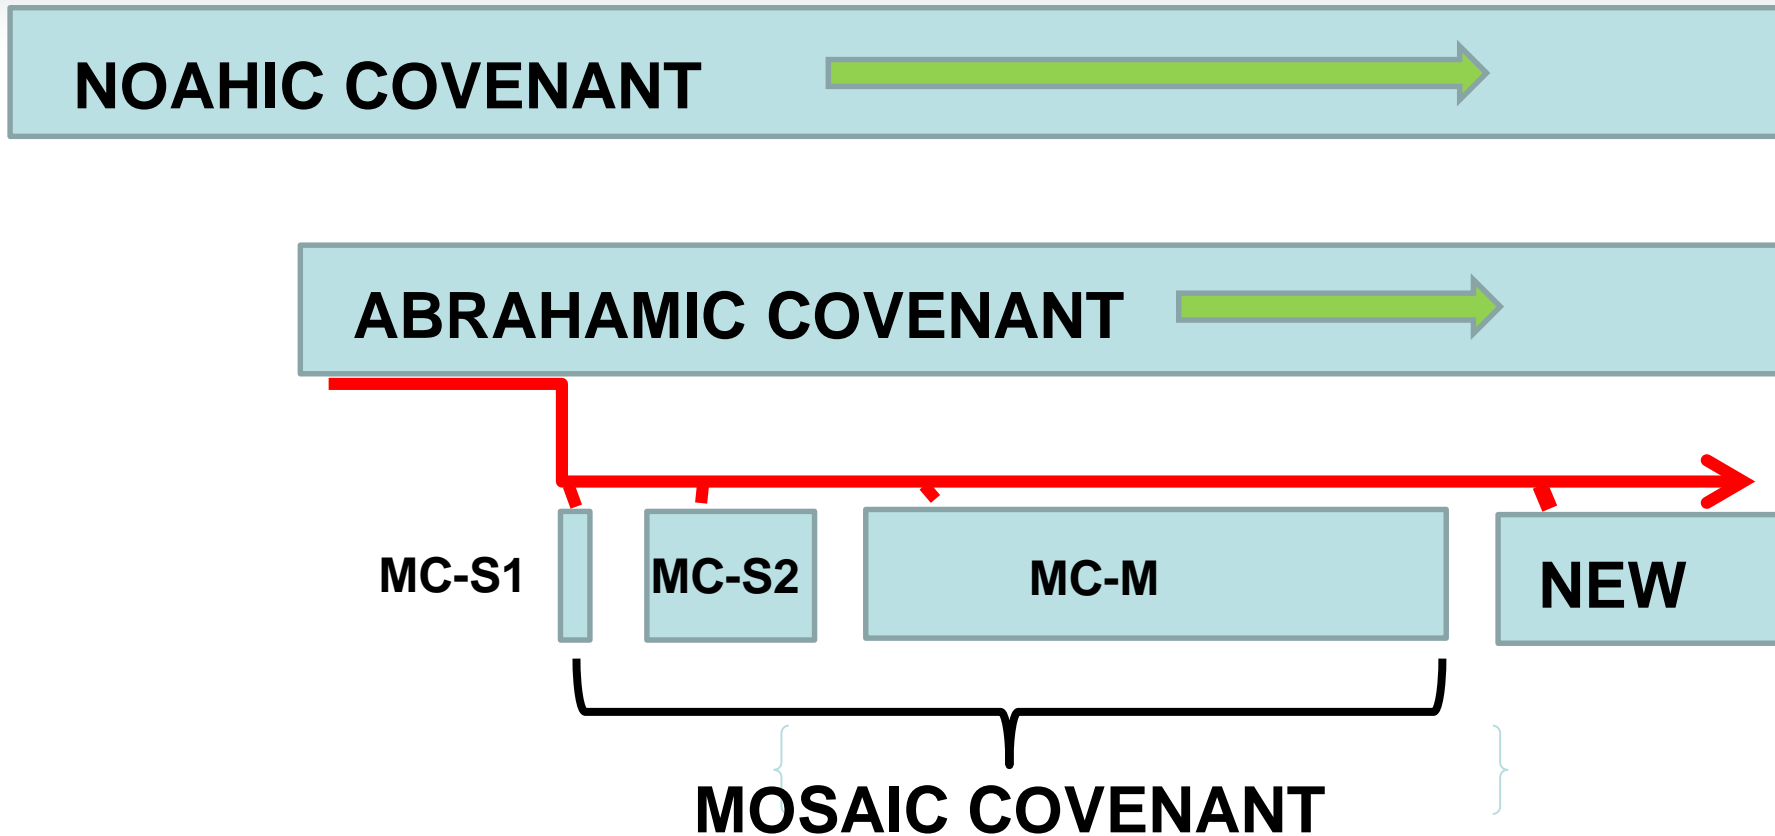 NOAHIC COVENANT
ABRAHAMIC COVENANT
MC-S1
MC-S2
MC-M
NEW
MOSAIC COVENANT